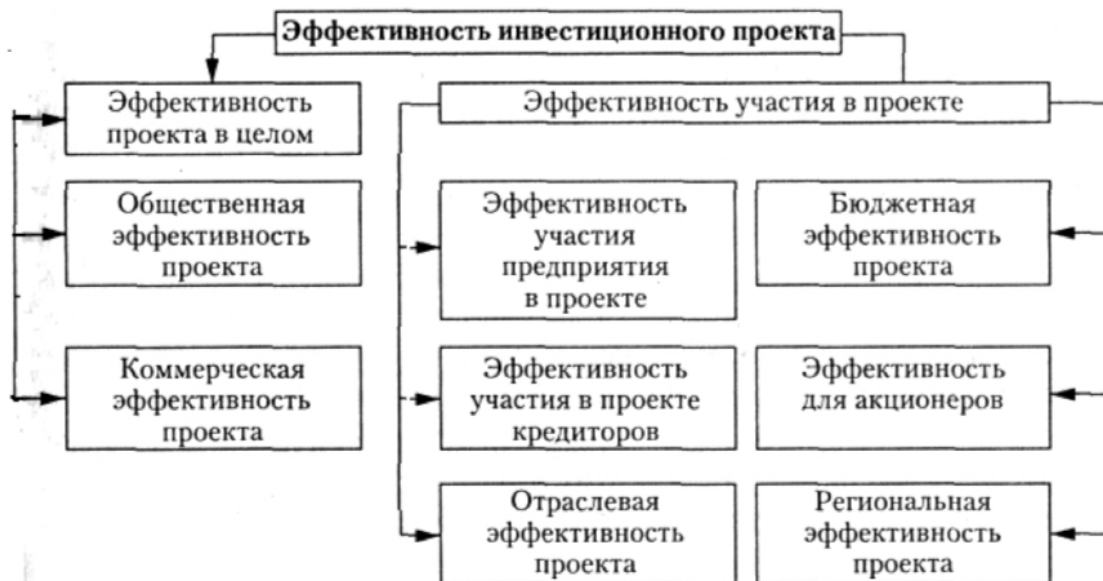 Эффективность инвестиционного проекта
Эффективность
проекта в целом
Эффективность участия в проекте
Общественная
эффективность
проекта
Эффективность
участия
предприятия
в проекте
Бюджетная
эффективность
проекта
Коммерческая
эффективность
проекта
Эффективность
участия в проекте
кредиторов
Эффективность
для акционеров
Отраслевая
эффективность
проекта
Региональная
эффективность
проекта